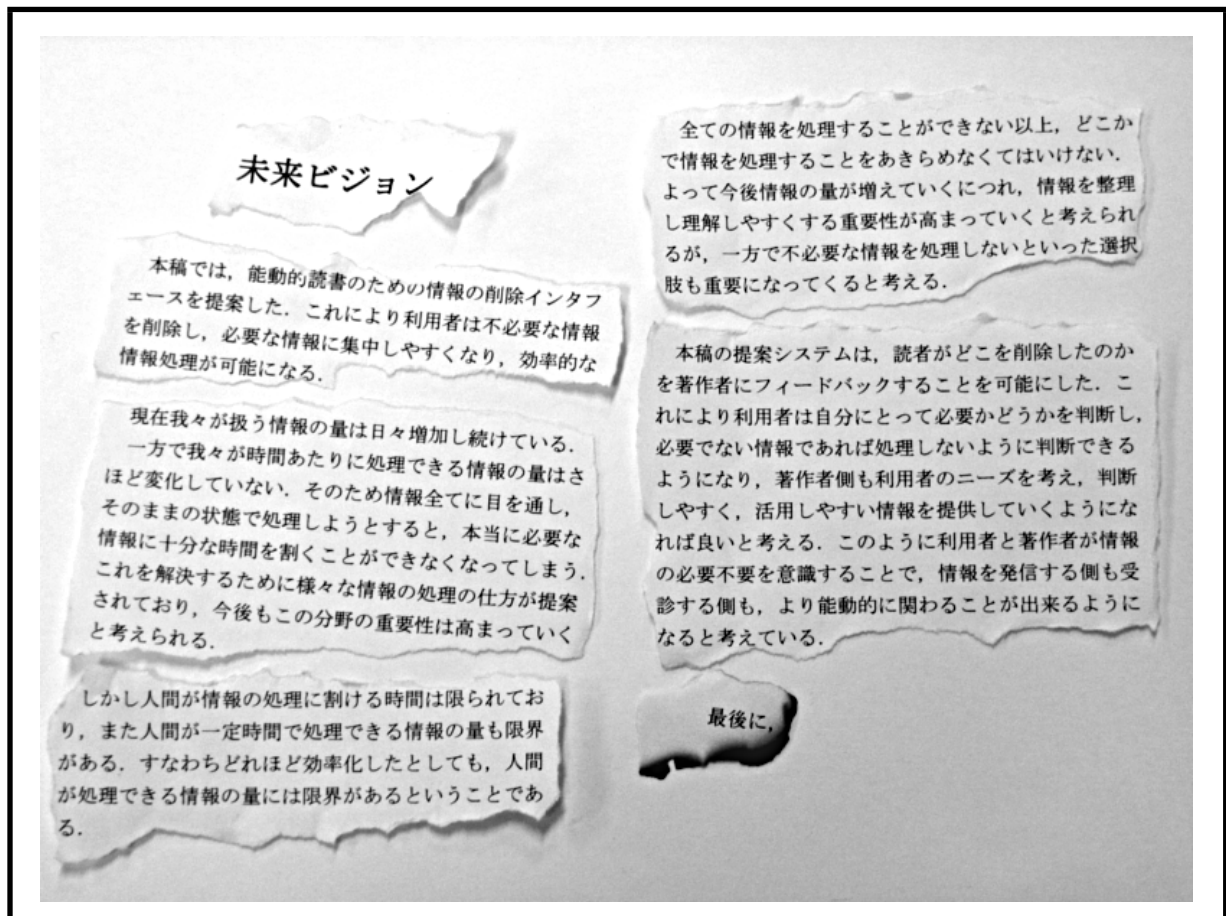 未来ビジョン
本稿では，能動的読書のための情報の削除インタフ
ェースを提案した．これにより利用者は不必要な情報
を削除し，必要な情報に集中しやすくなり，効率的な
情報処理が可能になる．
現在我々が扱う情報の量は日々増加し続けている．
一方で我々が時間あたりに処理できる情報の量はさ
ほど変化していない．そのため情報全てに目を通し，
そのままの状態で処理しようとすると，本当に必要な
情報に十分な時間を割くことができなくなってしまう．
これを解決するために様々な情報の処理の仕方が提案
されており，今後もこの分野の重要性は高まっていく
と考えられる．
しかし人間が情報の処理に割ける時間は限られてお
り，また人間が一定時間で処理できる情報の量も限界
がある．すなわちどれほど効率化したとしても，人間
が処理できる情報の量には限界があるということであ
る．
全ての情報を処理することができない以上，どこか
で情報を処理することをあきらめなくてはいけない．
よって今後情報の量が増えていくにつれ，情報を整理
し理解しやすくする重要性が高まっていくと考えられ
るが，一方で不必要な情報を処理しないといった選択
肢も重要になってくると考える．
本稿の提案システムは，読者がどこを削除したのか
を著作者にフィードバックすることを可能にした．こ
れにより利用者は自分にとって必要かどうかを判断し，
必要でない情報であれば処理しないように判断できる
ようになり，著作者側も利用者のニーズを考え，判断
しやすく，活用しやすい情報を提供していくようにな
れば良いと考える．このように利用者と著作者が情報
の必要不要を意識することで，情報を発信する側も受
診する側も，より能動的に関わることが出来るように
なると考えている．
最後に，